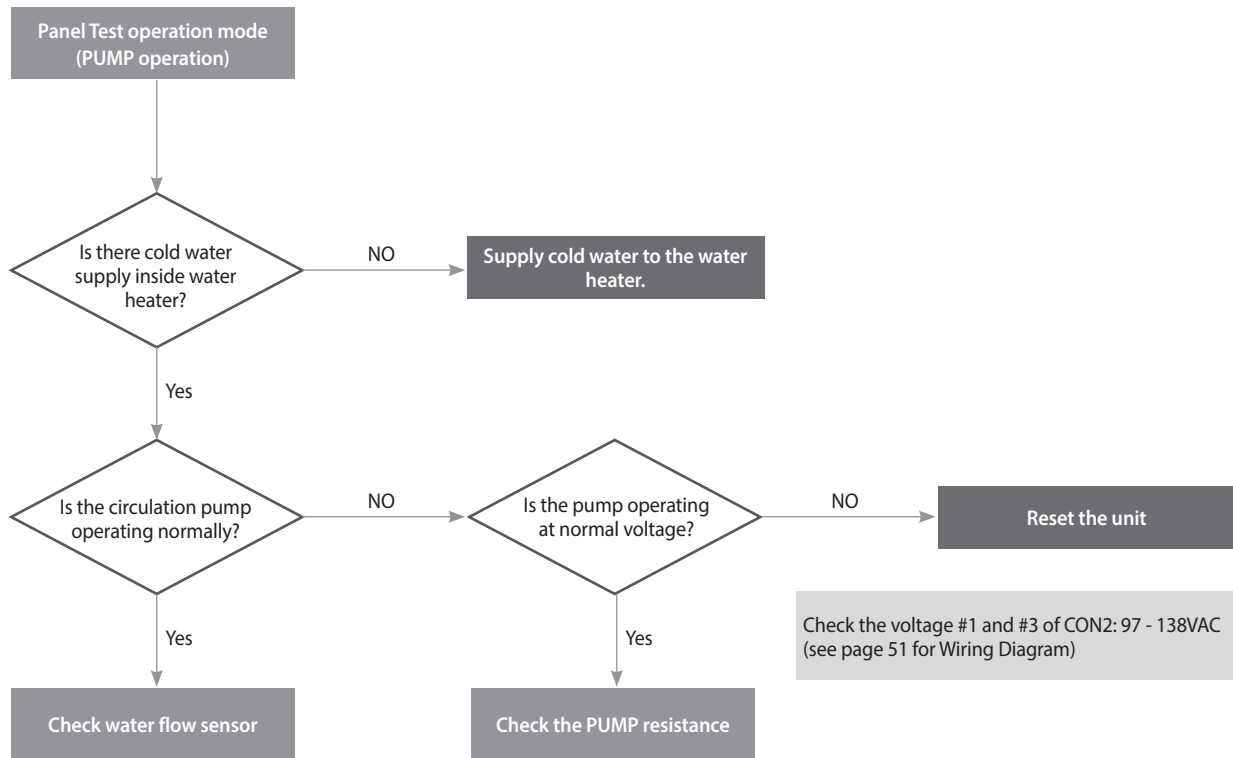 Panel Test operation mode
(PUMP operation)
Is there cold water
supply inside water
heater?
NO
Supply cold water to the water
heater.
Yes
Is the circulation pump
operating normally?
NO
Is the pump operating
at normal voltage?
NO
Reset the unit
Check the voltage #1 and #3 of CON2: 97 - 138VAC
(see page 51 for Wiring Diagram)
Yes
Yes
Check water flow sensor
Check the PUMP resistance